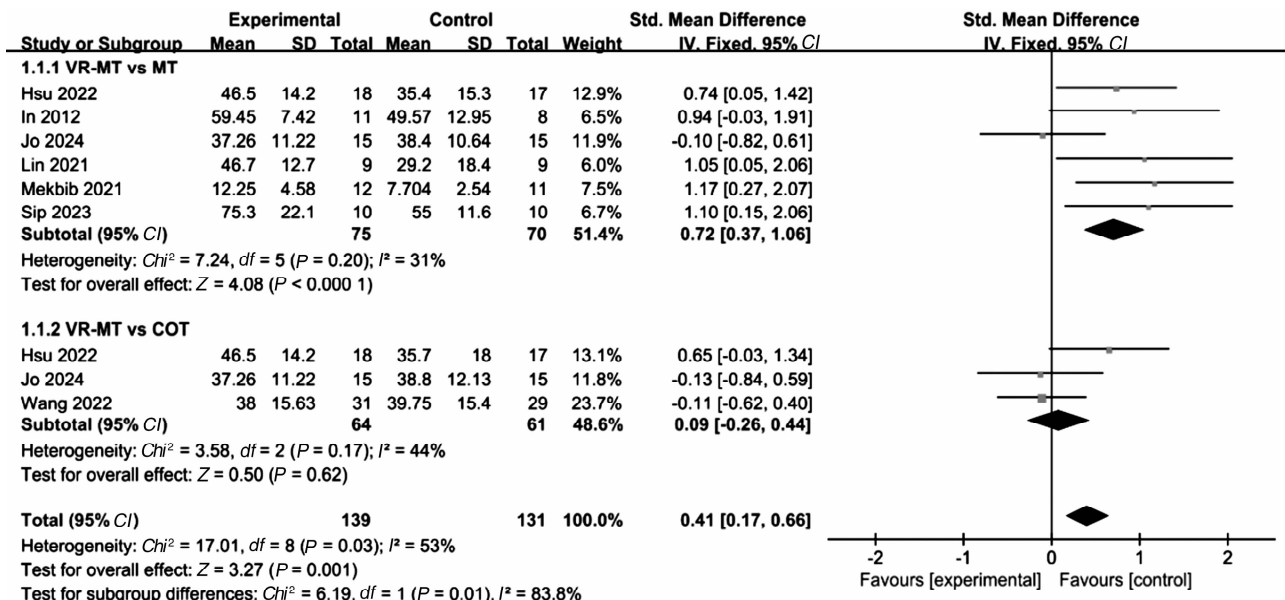 Experimental Control Std. Mean Difference Std. Mean Difference
Study or Subgroup Mean SD Total Mean SD Total Weight IV. Fixed. 95% CI IV. Fixed. 95% CI
1.1.1 VR-MT vs MT
Hsu 2022 46.5 14.2 18 35.4 15.3 17 12.9% 0.74 [0.05, 1.42]
In 2012 59.45 7.42 11 49.57 12.95 8 6.5% 0.94 [-0.03, 1.91]
Jo 2024 37.26 11.22 15 38.4 10.64 15 11.9% -0.10 [-0.82, 0.61]
Lin 2021 46.7 12.7 9 29.2 18.4 9 6.0% 1.05 [0.05, 2.06]
Mekbib 2021 12.25 4.58 12 7.704 2.54 11 7.5% 1.17 [0.27, 2.07]
Sip 2023 75.3 22.1 10 55 11.6 10 6.7% 1.10 [0.15, 2.06]
Subtotal (95% CI) 75 70 51.4% 0.72 [0.37, 1.06]
Heterogeneity: Chi² = 7.24, df = 5 (P = 0.20); I² = 31%
Test for overall effect: Z = 4.08 (P < 0.000 1)
1.1.2 VR-MT vs COT
Hsu 2022 46.5 14.2 18 35.7 18 17 13.1% 0.65 [-0.03, 1.34]
Jo 2024 37.26 11.22 15 38.8 12.13 15 11.8% -0.13 [-0.84, 0.59]
Wang 2022 38 15.63 31 39.75 15.4 29 23.7% -0.11 [-0.62, 0.40]
Subtotal (95% CI) 64 61 48.6% 0.09 [-0.26, 0.44]
Heterogeneity: Chi² = 3.58, df = 2 (P = 0.17); I² = 44%
Test for overall effect: Z = 0.50 (P = 0.62)
Total (95% CI) 139 131 100.0% 0.41 [0.17, 0.66]
Heterogeneity: Chi² = 17.01, df = 8 (P = 0.03); I² = 53%
Test for overall effect: Z = 3.27 (P = 0.001)
Test for subgroup differences: Chi² = 6.19, df = 1 (P = 0.01), I² = 83.8%
-2 -1 0 1 2
Favours [experimental] Favours [control]